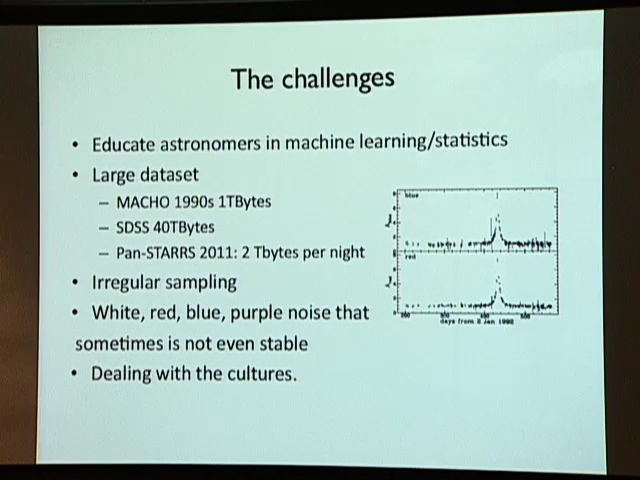 The challenges
• Educate astronomers in machine learning/statistics
• Large dataset
– MACHO 1990s 1TBytes
– SDSS 40TBytes
– Pan-STARRS 2011: 2 Tbytes per night
• Irregular sampling
• White, red, blue, purple noise that
sometimes is not even stable
• Dealing with the cultures.
blue
red
days from 2 Jan 1992